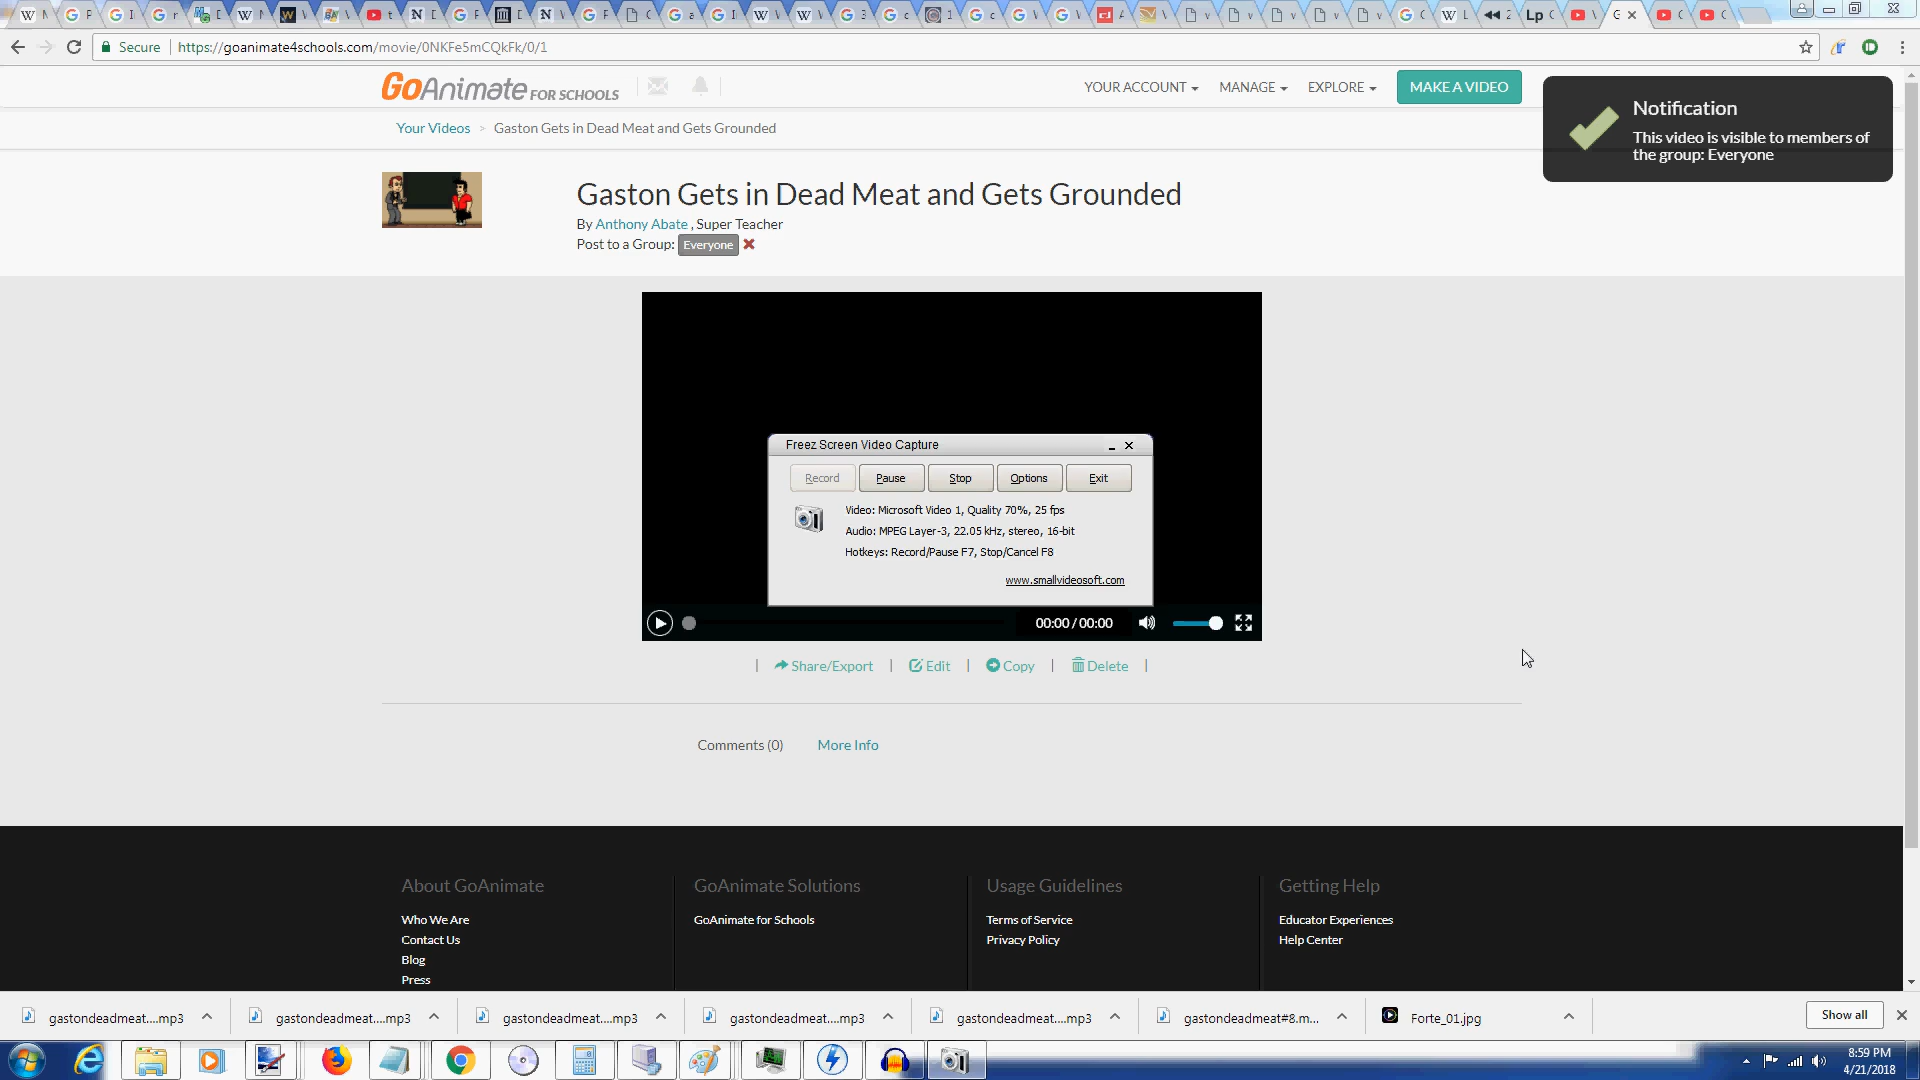 Secure
https://goanimate4schools.com/movie/0NKFe5mCQkFk/0/1
GoAnimate FOR SCHOOLS
YOUR ACCOUNT
MANAGE
EXPLORE
MAKE A VIDEO
Notification
This video is visible to members of
the group: Everyone
Your Videos > Gaston Gets in Dead Meat and Gets Grounded
Gaston Gets in Dead Meat and Gets Grounded
By Anthony Abate , Super Teacher
Post to a Group: Everyone
Freez Screen Video Capture
Record
Pause
Stop
Options
Exit
Video: Microsoft Video 1, Quality 70%, 25 fps
Audio: MPEG Layer-3, 22.05 kHz, stereo, 16-bit
Hotkeys: Record/Pause F7, Stop/Cancel F8
www.smallvideosoft.com
00:00 / 00:00
| Share/Export | Edit | Copy | Delete |
Comments (0)
More Info
About GoAnimate
Who We Are
Contact Us
Blog
Press
GoAnimate Solutions
GoAnimate for Schools
Usage Guidelines
Terms of Service
Privacy Policy
Getting Help
Educator Experiences
Help Center
gastondeadmeat....mp3
gastondeadmeat....mp3
gastondeadmeat....mp3
gastondeadmeat....mp3
gastondeadmeat....mp3
gastondeadmeat#8.m...
Forte_01.jpg
Show all
8:59 PM
4/21/2018